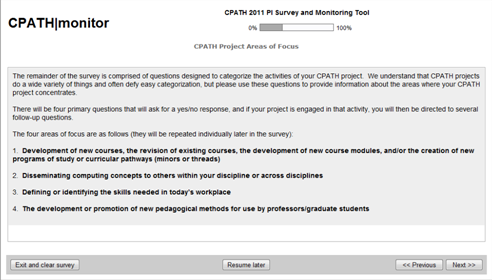 CPATH|monitor
CPATH 2011 PI Survey and Monitoring Tool
0% 100%
CPATH Project Areas of Focus
The remainder of the survey is comprised of questions designed to categorize the activities of your CPATH project. We understand that CPATH projects
do a wide variety of things and often defy easy categorization, but please use these questions to provide information about the areas where your CPATH
project concentrates.
There will be four primary questions that will ask for a yes/no response, and if your project is engaged in that activity, you will then be directed to several
follow-up questions.
The four areas of focus are as follows (they will be repeated individually later in the survey):
1. Development of new courses, the revision of existing courses, the development of new course modules, and/or the creation of new
programs of study or curricular pathways (minors or threads)
2. Disseminating computing concepts to others within your discipline or across disciplines
3. Defining or identifying the skills needed in today's workplace
4. The development or promotion of new pedagogical methods for use by professors/graduate students
Exit and clear survey Resume later << Previous Next >>